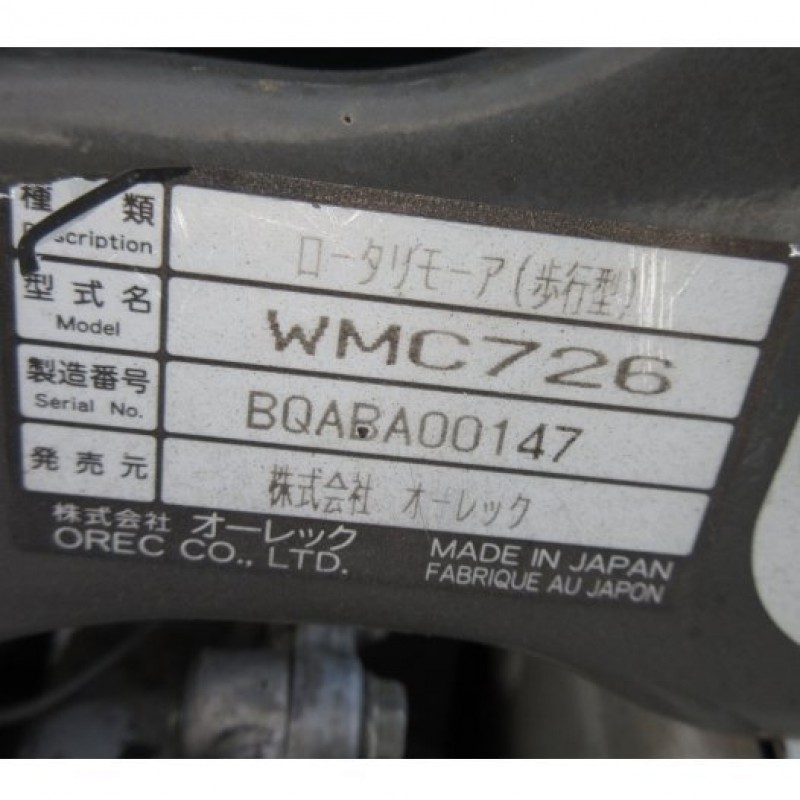 種類 ロータリモーア(歩行型)
Description
型式名 WMC726
Model
製造番号 BQABA00147
Serial No.
発売元 株式会社 オーレック
株式会社 オーレック
OREC CO., LTD.
MADE IN JAPAN
FABRIQUE AU JAPON